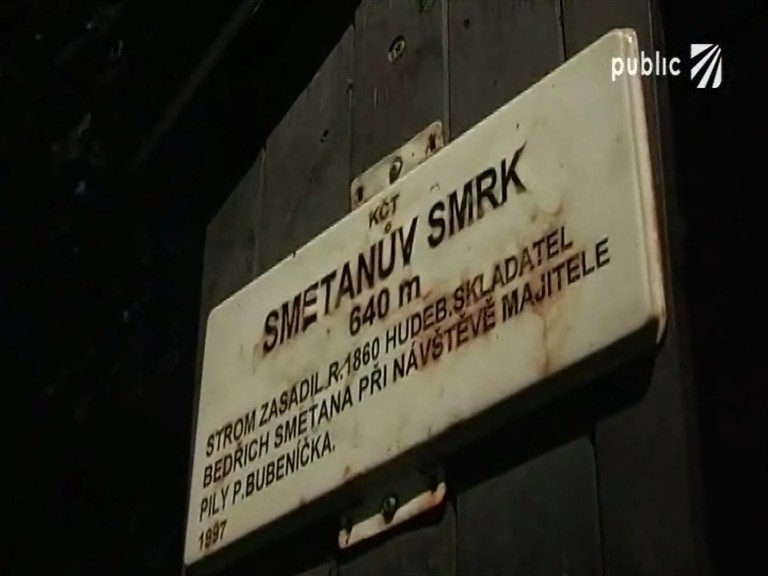 public
KČT
SMETANŮV SMRK
640 m
STROM ZASADIL.R.1860 HUDEB.SKLADATEL
BEDŘICH SMETANA PŘI NÁVŠTĚVĚ MAJITELE
PILY P.BUBENÍČKA.
1997